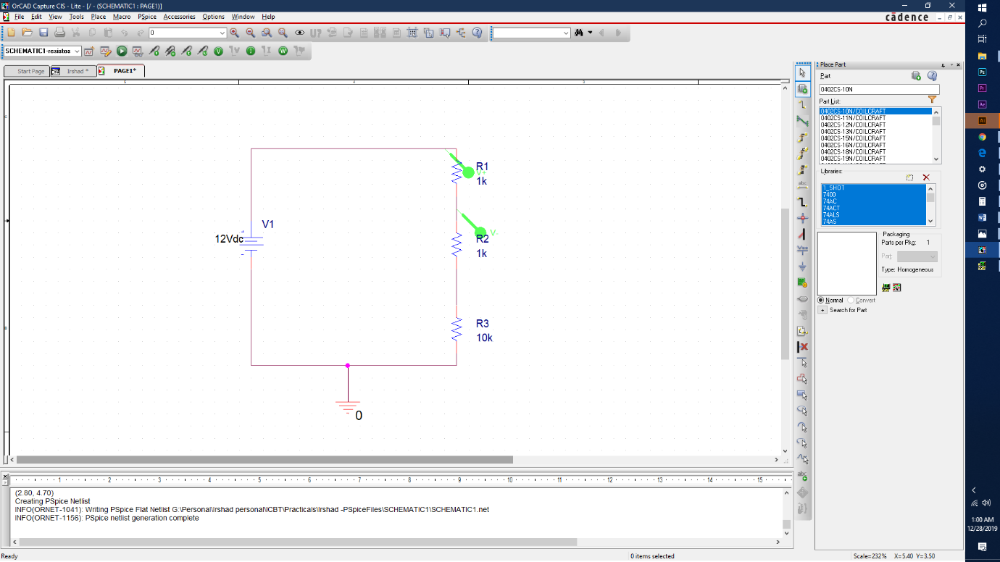 OrCAD Capture CIS - Lite - [/ - (SCHEMATIC1 : PAGE1)]
File Edit View Tools Place Macro PSpice Accessories Options Window Help
cādence
0
U?
SCHEMATIC1-resistos
V
I
W
Start Page
Irshad *
PAGE1*
5
4
3
R1
1k
V+
V-
R2
1k
V1
12Vdc
+
-
R3
10k
0
Place Part
Part
0402CS-10N
Part List:
0402CS-10N/COILCRAFT
0402CS-11N/COILCRAFT
0402CS-12N/COILCRAFT
0402CS-13N/COILCRAFT
0402CS-15N/COILCRAFT
0402CS-16N/COILCRAFT
0402CS-18N/COILCRAFT
0402CS-19N/COILCRAFT
Libraries:
1_SHOT
7400
74AC
74ACT
74ALS
74AS
Packaging
Parts per Pkg: 1
Part:
Type: Homogeneous
Normal Convert
+ Search for Part
1 2 3 4 5 6 7 8 9 10 11 12 13 14 15
(2.80, 4.70)
Creating PSpice Netlist
INFO(ORNET-1041): Writing PSpice Flat Netlist G:\Personal\Irshad personal\ICBT\Practicals\Irshad -PSpiceFiles\SCHEMATIC1\SCHEMATIC1.net
INFO(ORNET-1156): PSpice netlist generation complete
Ready
0 items selected
Scale=232% X=5.40 Y=3.50
Ps
Pr
Ae
Ai
1:00 AM
12/28/2019